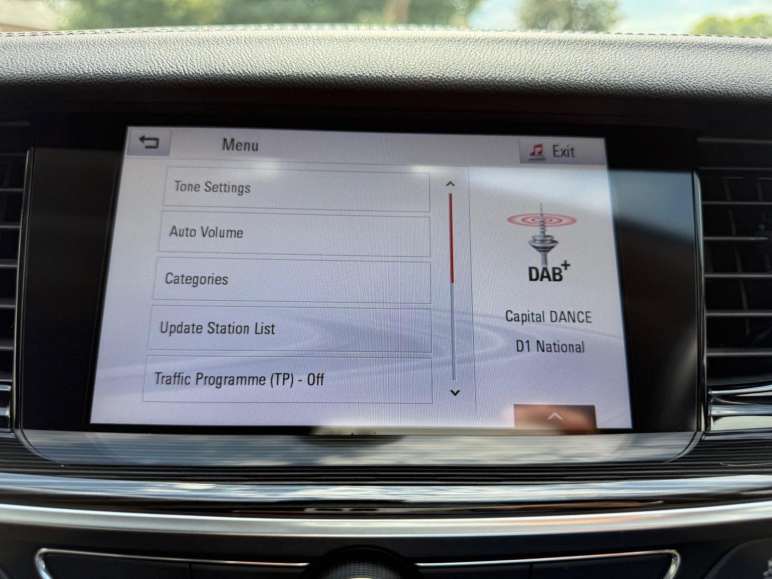 Menu
Exit
Tone Settings
Auto Volume
Categories
Update Station List
Traffic Programme (TP) - Off
DAB+
Capital DANCE
D1 National